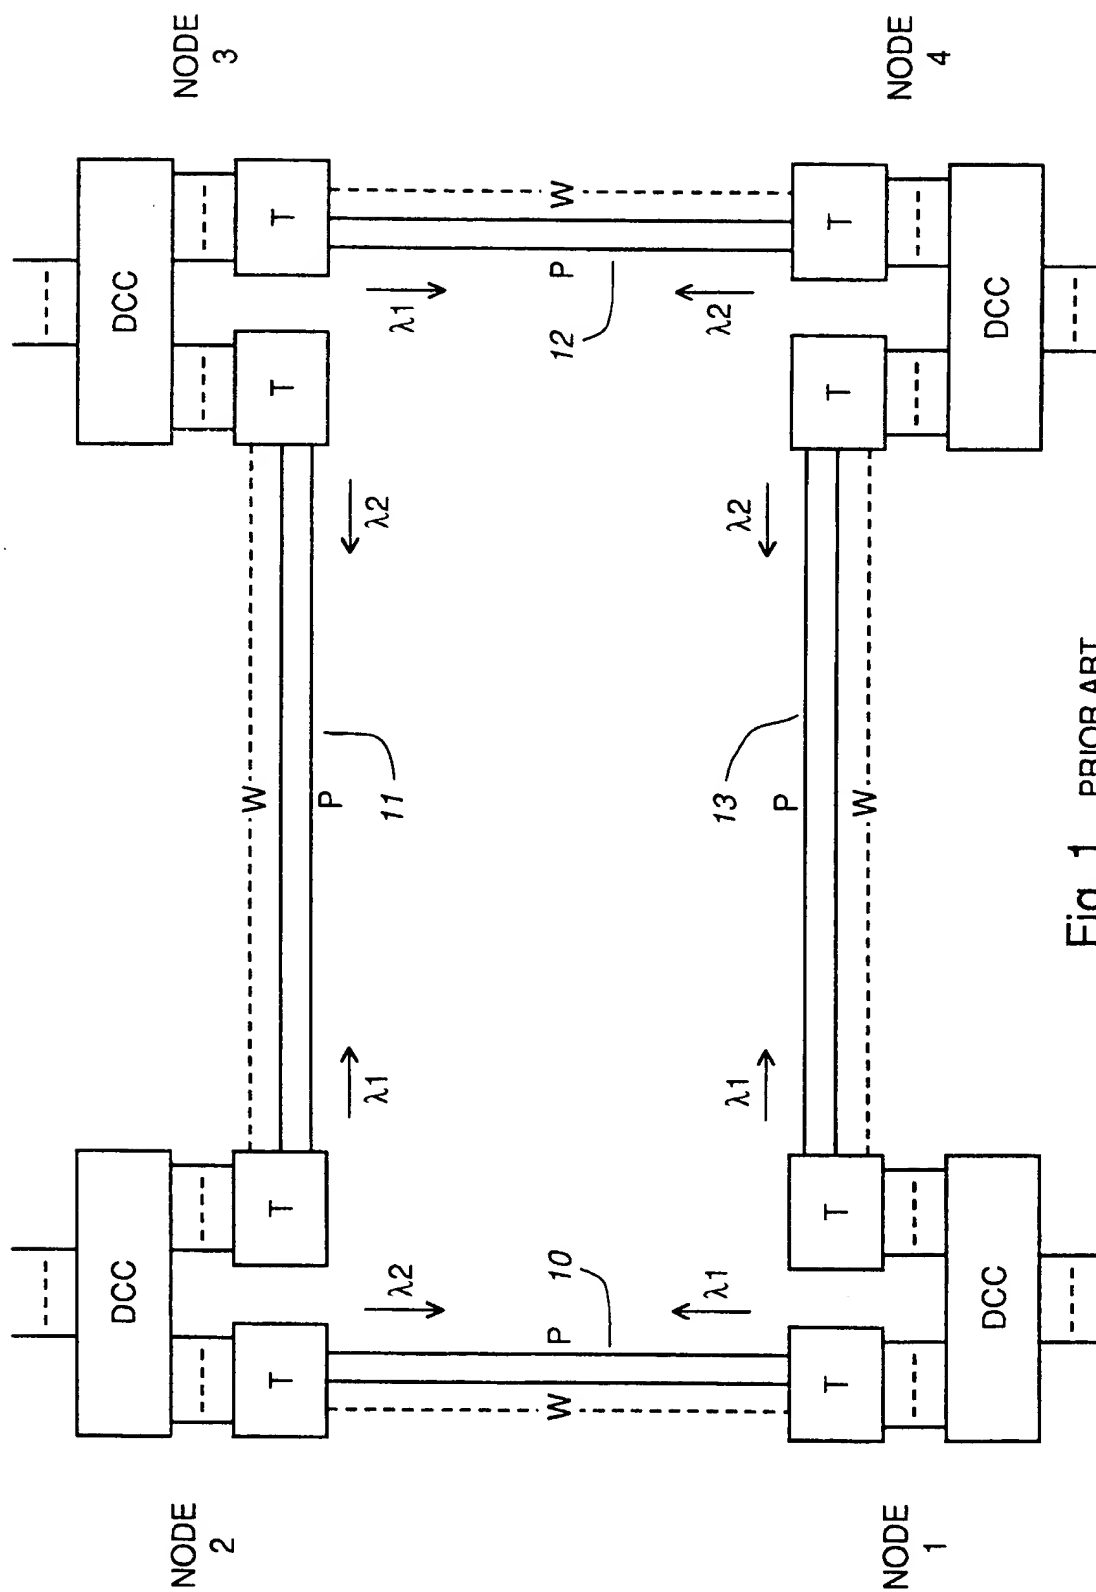 NODE
2
DCC
DCC
NODE
3
T
T
W
T
T
P
λ1
11
λ2
λ2
λ1
W
P
10
12
P
W
λ1
λ2
13
λ1
λ2
P
T
T
W
T
T
NODE
1
NODE
4
DCC
DCC
Fig. 1 PRIOR ART